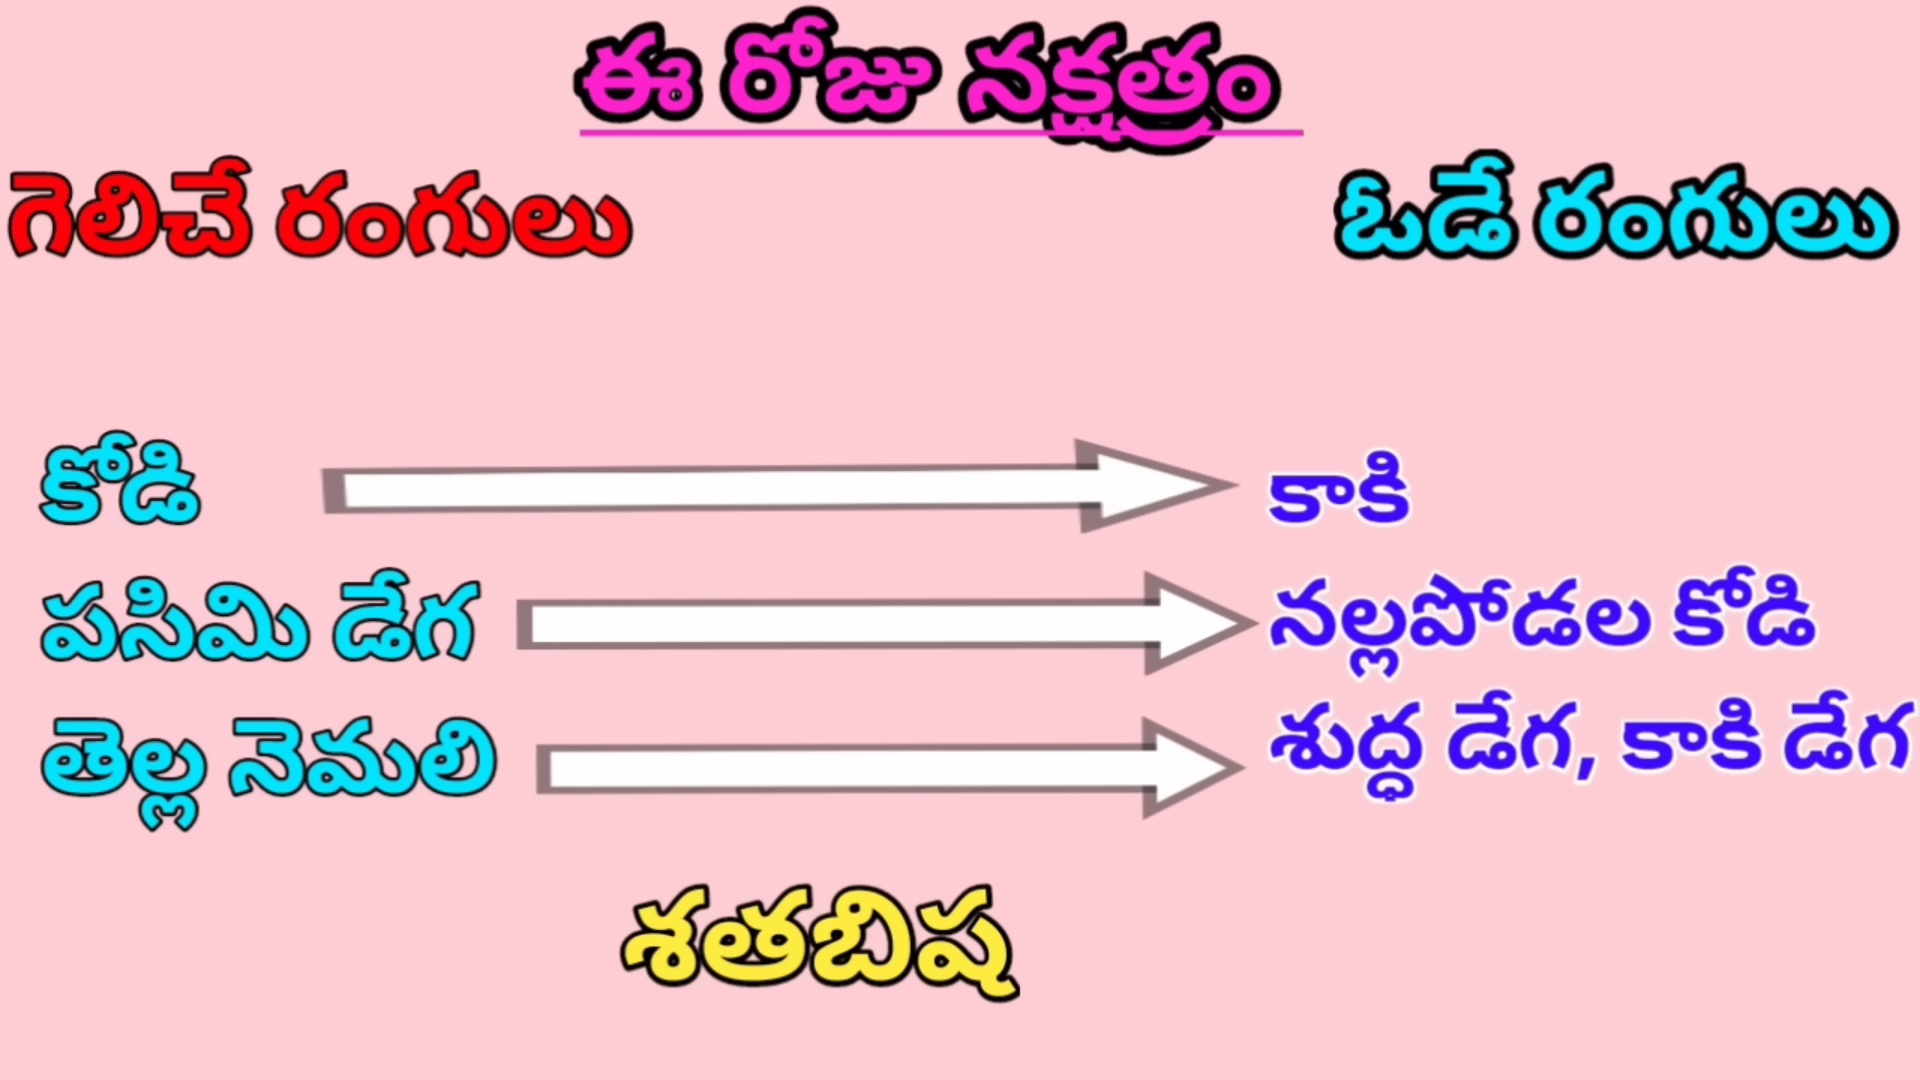 ఈ రోజు నక్షత్రం
గెలిచే రంగులు ఓడే రంగులు
కోడి కాకి
పసిమి డేగ నల్లపోడల కోడి
తెల్ల నెమలి శుద్ధ డేగ, కాకి డేగ
శతబిష